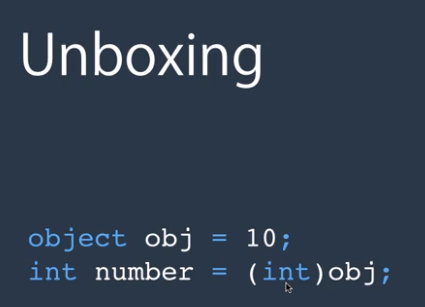 Unboxing
object obj = 10;
int number = (int)obj;